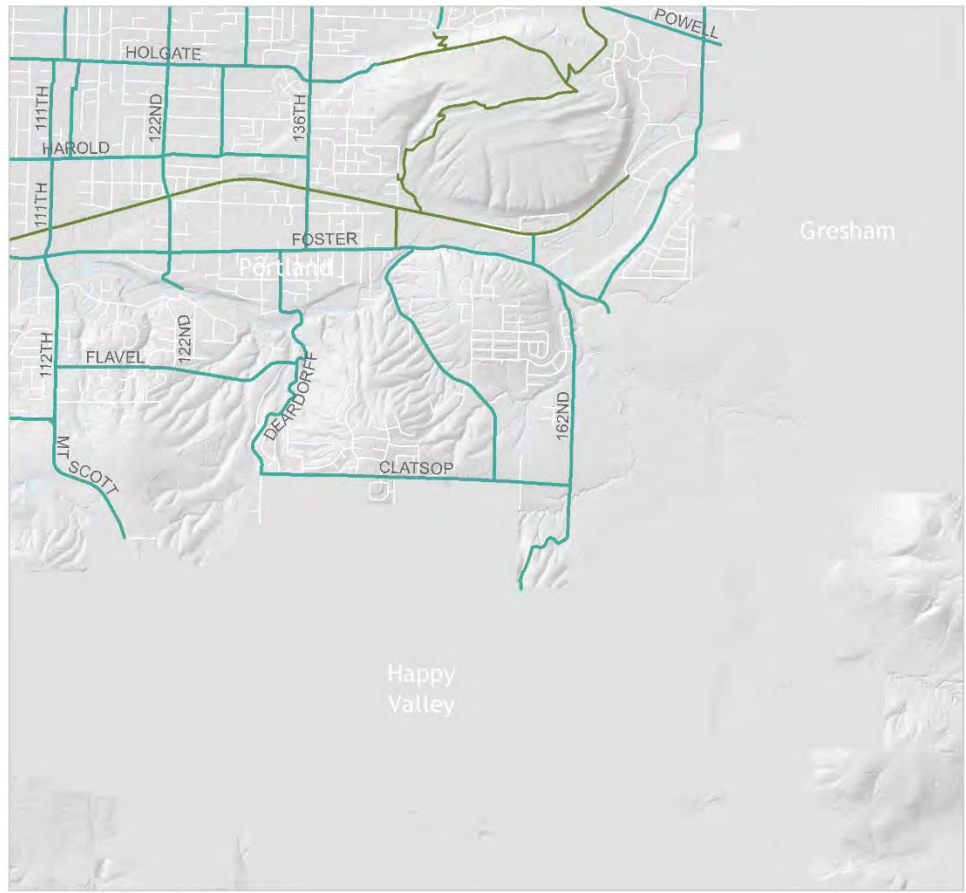 POWELL
HOLGATE
111TH
122ND
136TH
HAROLD
111TH
FOSTER
Gresham
Portland
112TH
122ND
FLAVEL
DEARDORFF
162ND
MT
SCOTT
CLATSOP
Happy
Valley